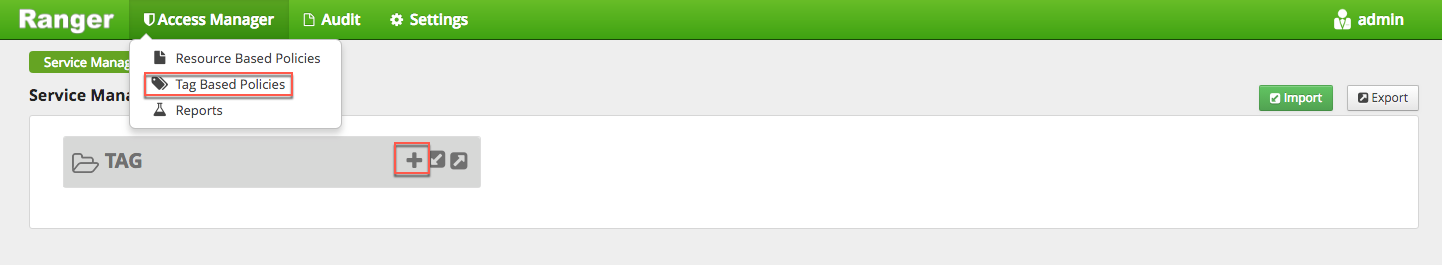 Ranger Access Manager Audit Settings admin
Resource Based Policies
Service Manag
Tag Based Policies
Service Mana
Reports
Import Export
TAG